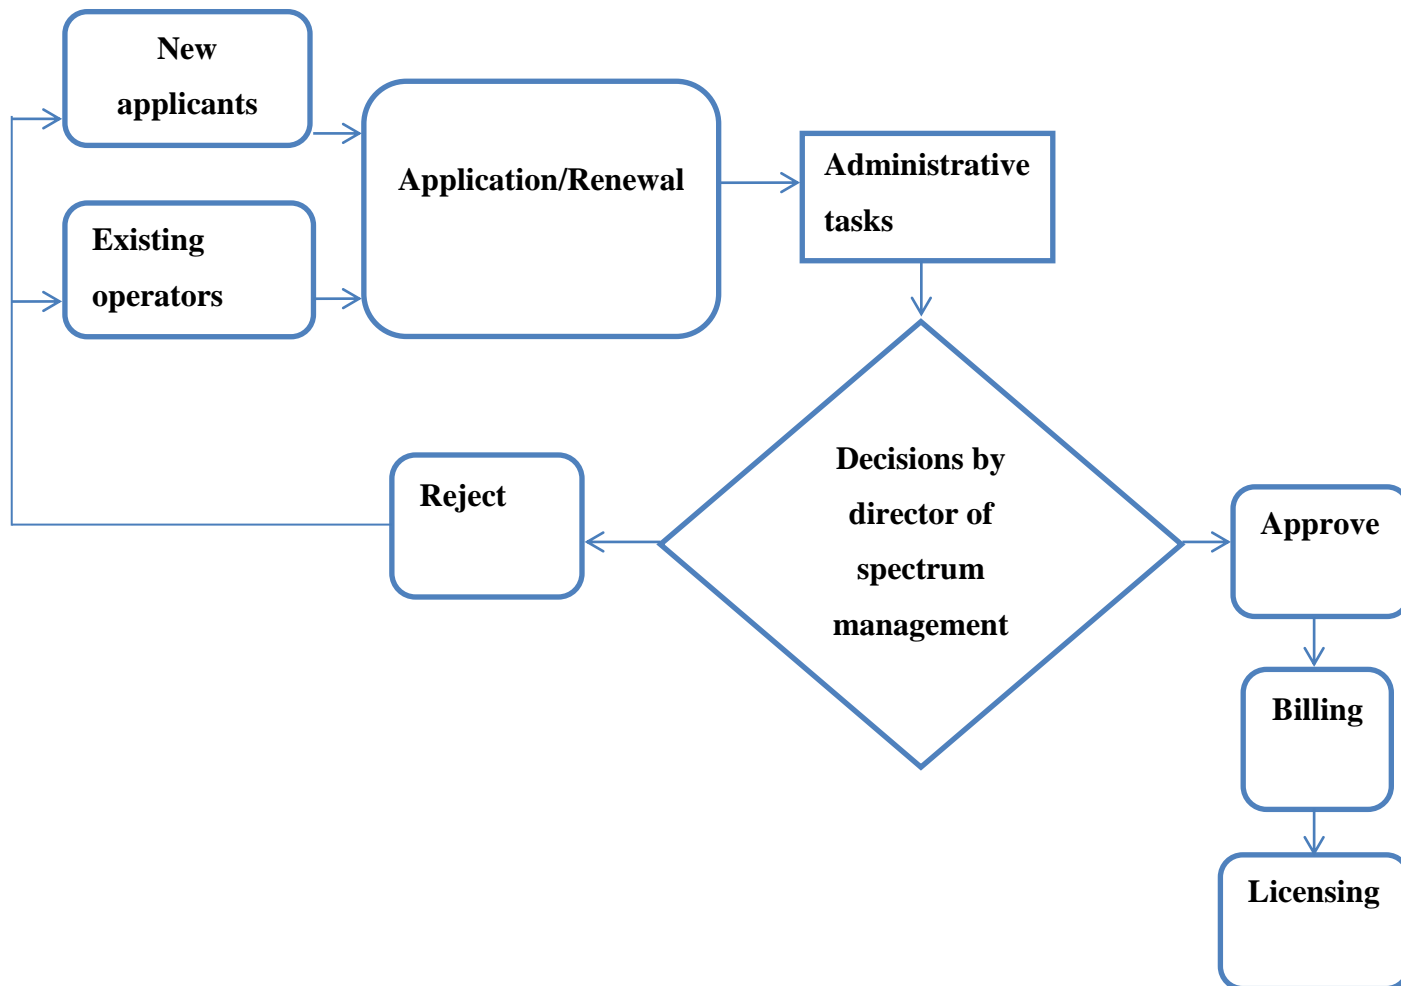 New
applicants
Application/Renewal
Administrative
tasks
Existing
operators
Decisions by
director of
spectrum
management
Reject
Approve
Billing
Licensing